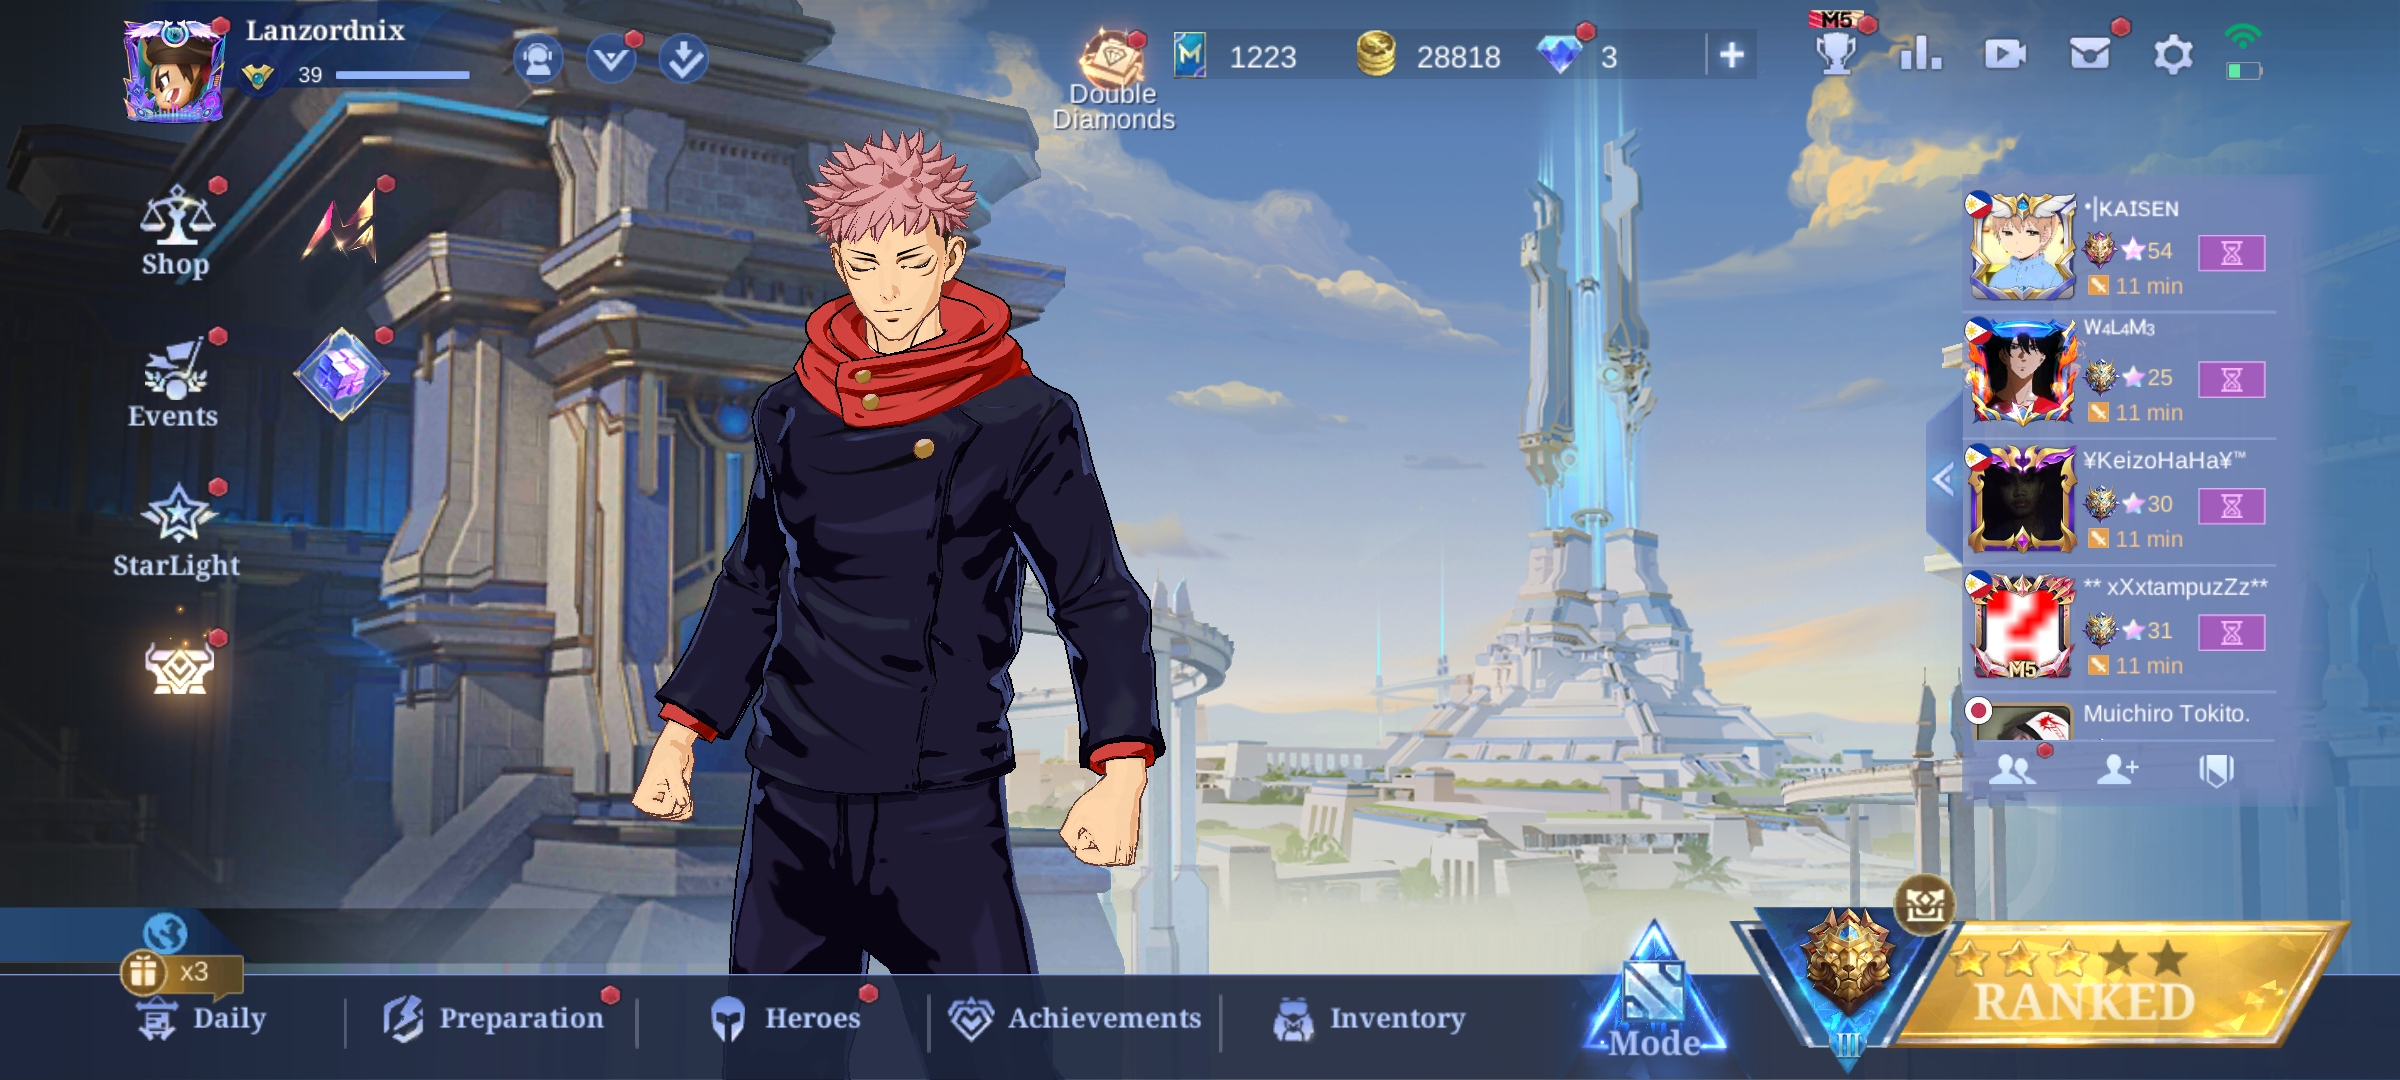 Lanzordnix
39
Double
Diamonds
1223
28818
3
M5
Shop
Events
StarLight
•|KAISEN
54
11 min
W4L4M3
25
11 min
¥KeizoHaHa¥™
30
11 min
** xXxtampuzZz**
31
M5
11 min
Muichiro Tokito.
x3
Daily
Preparation
Heroes
Achievements
Inventory
Mode
III
RANKED